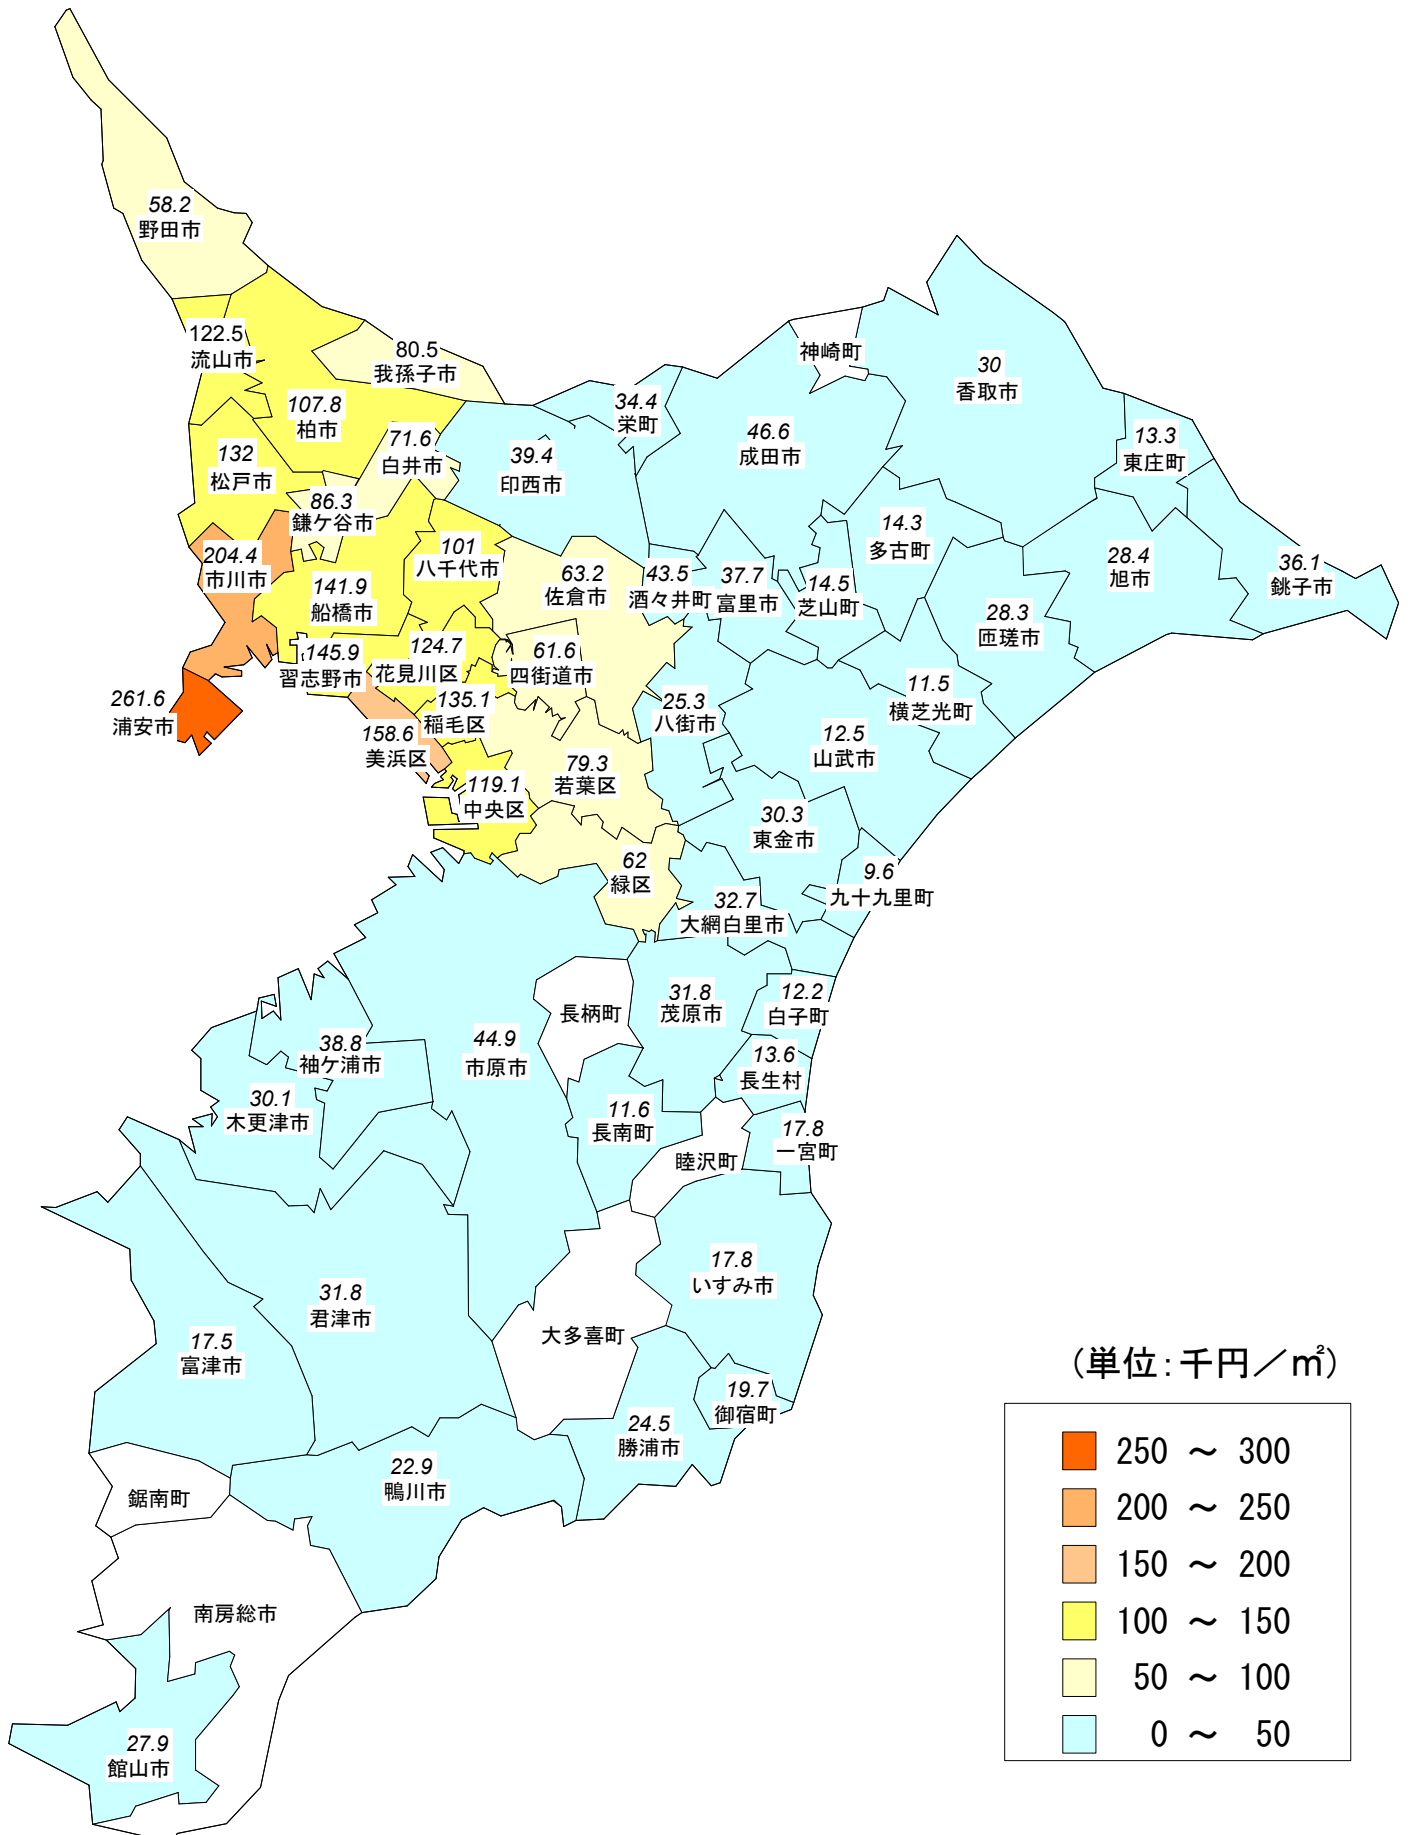 58.2
野田市
122.5
流山市
80.5
我孫子市
107.8
柏市
71.6
白井市
132
松戸市
86.3
鎌ケ谷市
204.4
市川市
141.9
船橋市
101
八千代市
39.4
印西市
34.4
栄町
46.6
成田市
神崎町
30
香取市
13.3
東庄町
36.1
銚子市
28.4
旭市
14.3
多古町
28.3
匝瑳市
63.2
佐倉市
43.5
酒々井町
37.7
富里市
14.5
芝山町
145.9
習志野市
124.7
花見川区
61.6
四街道市
261.6
浦安市
158.6
美浜区
135.1
稲毛区
25.3
八街市
11.5
横芝光町
12.5
山武市
119.1
中央区
79.3
若葉区
30.3
東金市
62
緑区
32.7
大網白里市
9.6
九十九里町
38.8
袖ケ浦市
44.9
市原市
長柄町
31.8
茂原市
12.2
白子町
30.1
木更津市
11.6
長南町
13.6
長生村
睦沢町
17.8
一宮町
17.8
いすみ市
31.8
君津市
17.5
富津市
大多喜町
24.5
勝浦市
19.7
御宿町
22.9
鴨川市
鋸南町
南房総市
27.9
館山市
(単位:千円/㎡)
250 ～ 300
200 ～ 250
150 ～ 200
100 ～ 150
50 ～ 100
0 ～ 50